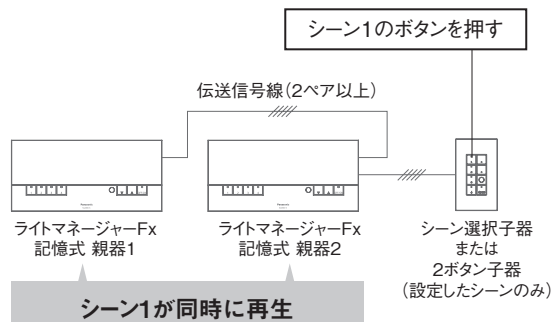 シーン1のボタンを押す
伝送信号線（2ペア以上）
ライトマネージャーFx
記憶式 親器1
ライトマネージャーFx
記憶式 親器2
シーン選択子器
または
2ボタン子器
（設定したシーンのみ）
シーン1が同時に再生